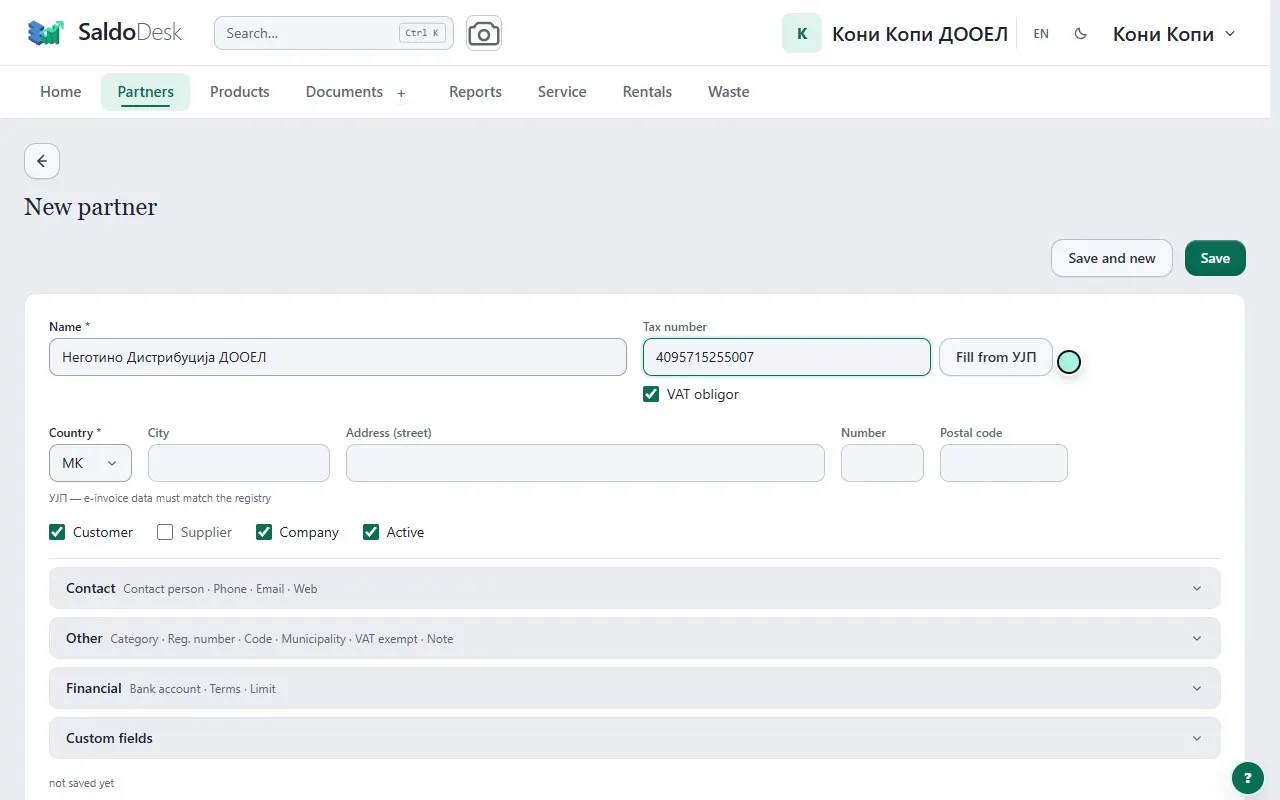 SaldoDesk
Search... Ctrl K
K Кони Копи ДООЕЛ EN Кони Копи
Home Partners Products Documents + Reports Service Rentals Waste
New partner
Save and new Save
Name * Tax number
Неготино Дистрибуција ДООЕЛ 4095715255007 Fill from УЈП
VAT obligor
Country * City Address (street) Number Postal code
MK
УЈП — e-invoice data must match the registry
Customer Supplier Company Active
Contact Contact person · Phone · Email · Web
Other Category · Reg. number · Code · Municipality · VAT exempt · Note
Financial Bank account · Terms · Limit
Custom fields
not saved yet
?